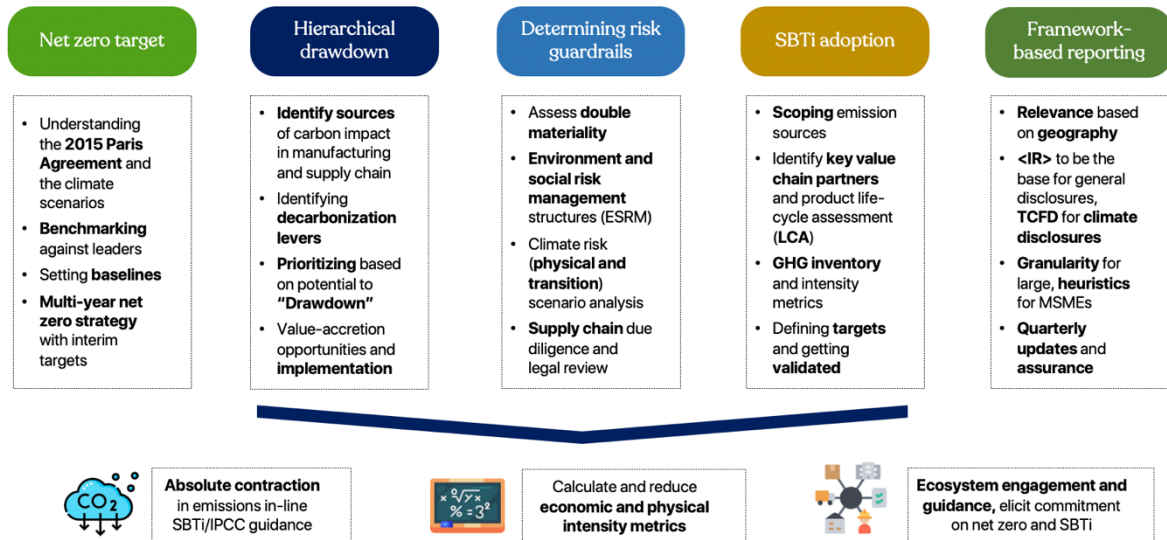 Net zero target
Hierarchical
drawdown
Determining risk
guardrails
SBTi adoption
Framework-
based reporting
• Understanding
the 2015 Paris
Agreement and
the climate
scenarios
• Benchmarking
against leaders
• Setting baselines
• Multi-year net
zero strategy
with interim
targets
• Identify sources
of carbon impact
in manufacturing
and supply chain
• Identifying
decarbonization
levers
• Prioritizing based
on potential to
“Drawdown”
• Value-accretion
opportunities and
implementation
• Assess double
materiality
• Environment and
social risk
management
structures (ESRM)
• Climate risk
(physical and
transition)
scenario analysis
• Supply chain due
diligence and
legal review
• Scoping emission
sources
• Identify key value
chain partners
and product life-
cycle assessment
(LCA)
• GHG inventory
and intensity
metrics
• Defining targets
and getting
validated
• Relevance based
on geography
• <IR> to be the
base for general
disclosures,
TCFD for climate
disclosures
• Granularity for
large, heuristics
for MSMEs
• Quarterly
updates and
assurance
CO2
Absolute contraction
in emissions in-line
SBTi/IPCC guidance
× ⁰√y ×
% = 3²
Calculate and reduce
economic and physical
intensity metrics
Ecosystem engagement and
guidance, elicit commitment
on net zero and SBTi